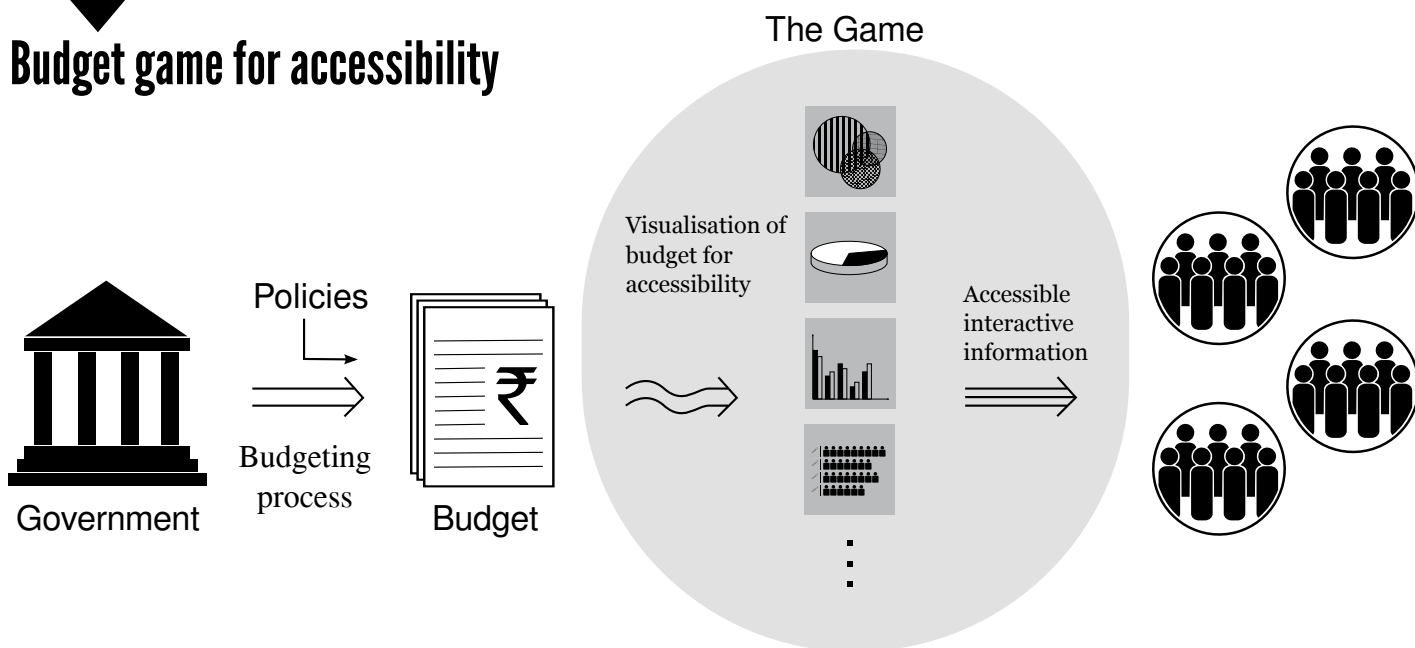 Budget game for accessibility
The Game
Policies
Budgeting
process
Government
₹
Budget
Visualisation of
budget for
accessibility
Accessible
interactive
information